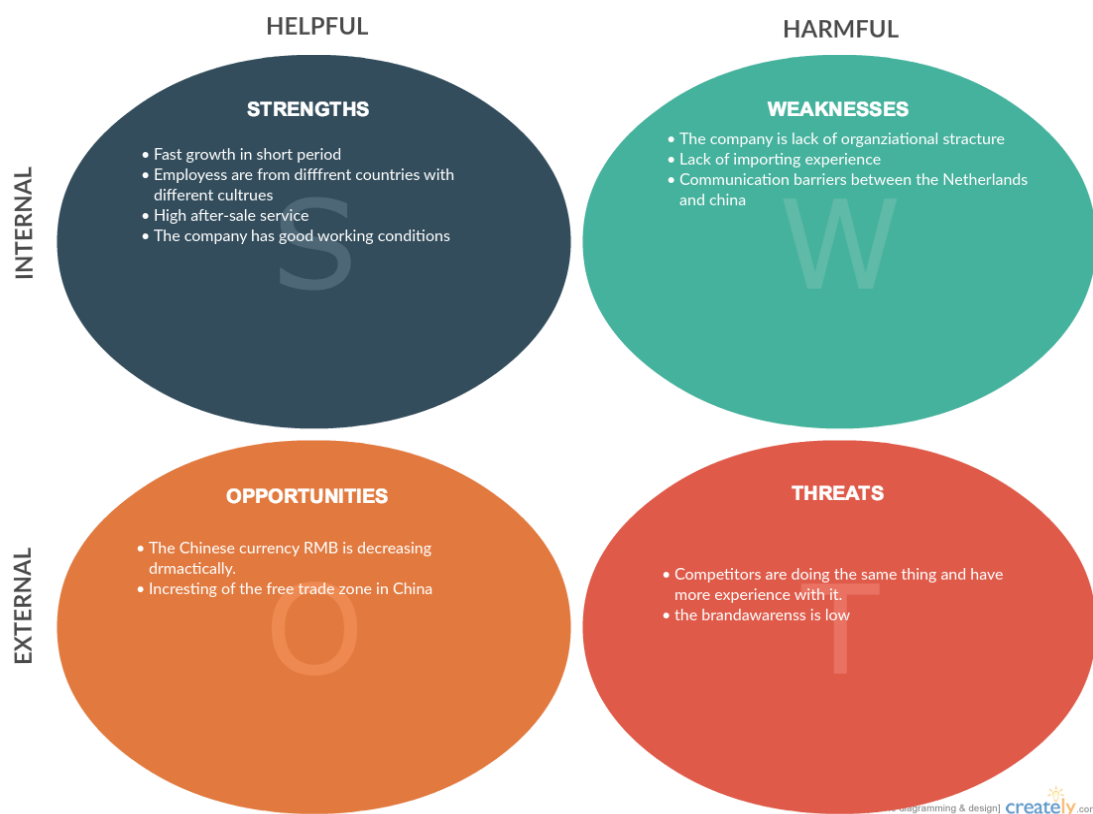 HELPFUL
HARMFUL
INTERNAL
STRENGTHS
• Fast growth in short period
• Employess are from difffrent countries with
different cultrues
• High after-sale service
• The company has good working conditions
S
WEAKNESSES
• The company is lack of organziational stracture
• Lack of importing experience
• Communication barriers between the Netherlands
and china
W
EXTERNAL
OPPORTUNITIES
• The Chinese currency RMB is decreasing
drmactically.
• Incresting of the free trade zone in China
O
THREATS
• Competitors are doing the same thing and have
more experience with it.
• the brandawarenss is low
T
diagramming & design] creately.com